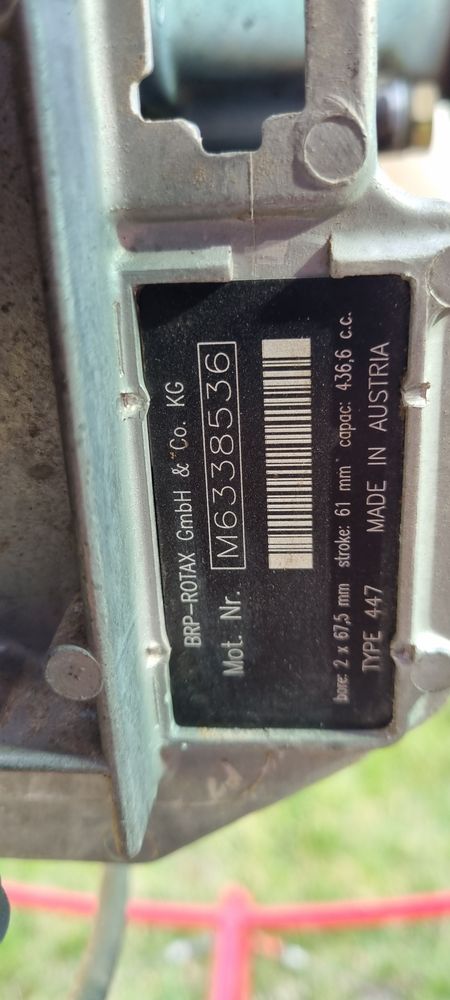 BRP-ROTAX GmbH & Co. KG
Mot. Nr. M6338536
bore: 2 x 67,5 mm stroke: 61 mm capac: 436,6 c.c.
TYPE 447 MADE IN AUSTRIA